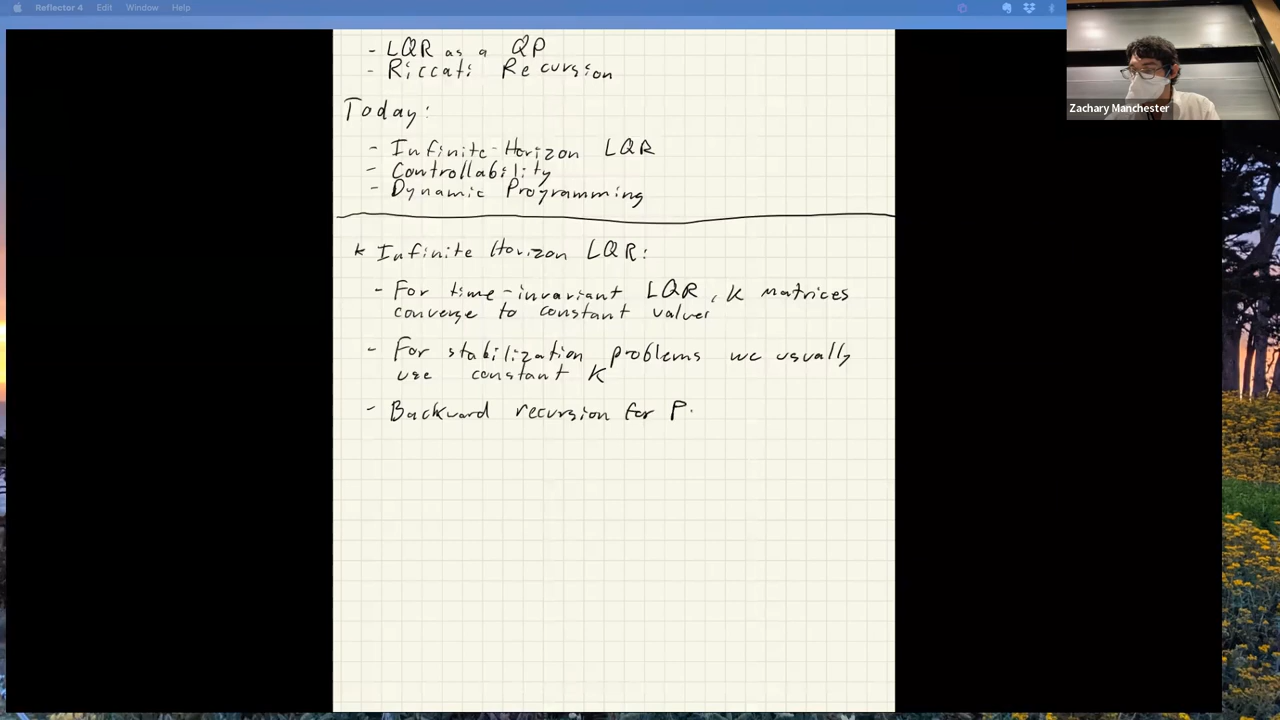 Reflector 4 Edit Window Help
- LQR as a QP
- Riccati Recursion
Today:
- Infinite-Horizon LQR
- Controllability
- Dynamic Programming
* Infinite Horizon LQR:
- For time-invariant LQR, K matrices
converge to constant values
- For stabilization problems we usually
use constant K
- Backward recursion for P.
Zachary Manchester